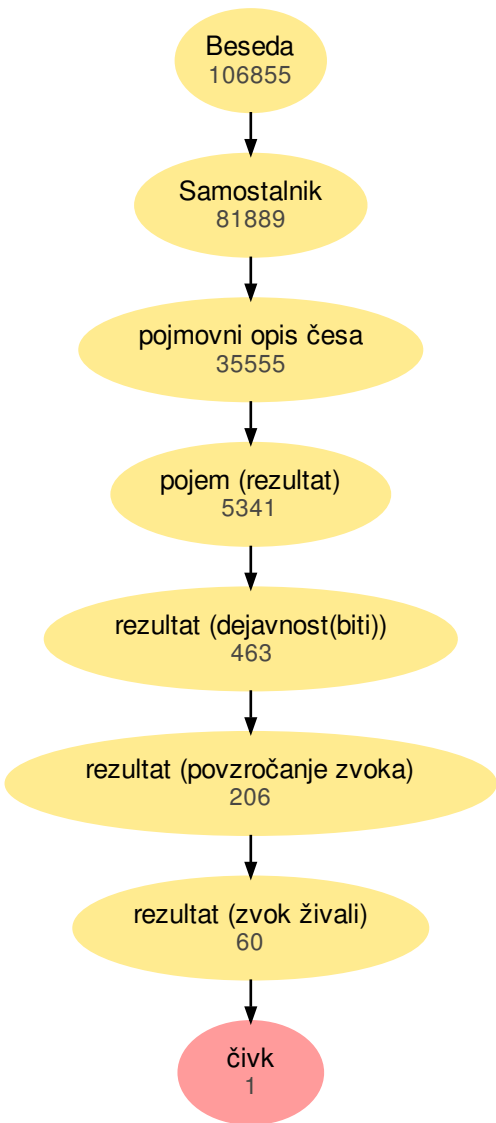 Beseda
106855
Samostalnik
81889
pojmovni opis česa
35555
pojem (rezultat)
5341
rezultat (dejavnost(biti))
463
rezultat (povzročanje zvoka)
206
rezultat (zvok živali)
60
čivk
1